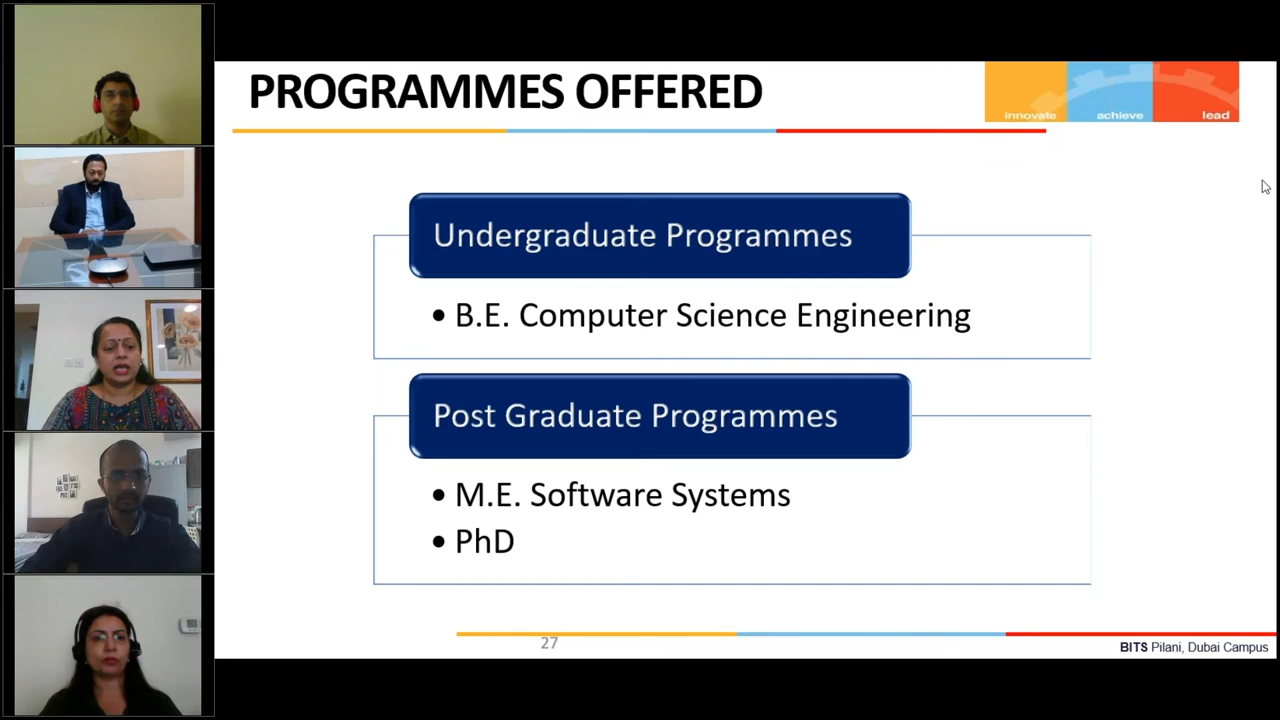 PROGRAMMES OFFERED
innovate achieve lead
Undergraduate Programmes
• B.E. Computer Science Engineering
Post Graduate Programmes
• M.E. Software Systems
• PhD
27
BITS Pilani, Dubai Campus